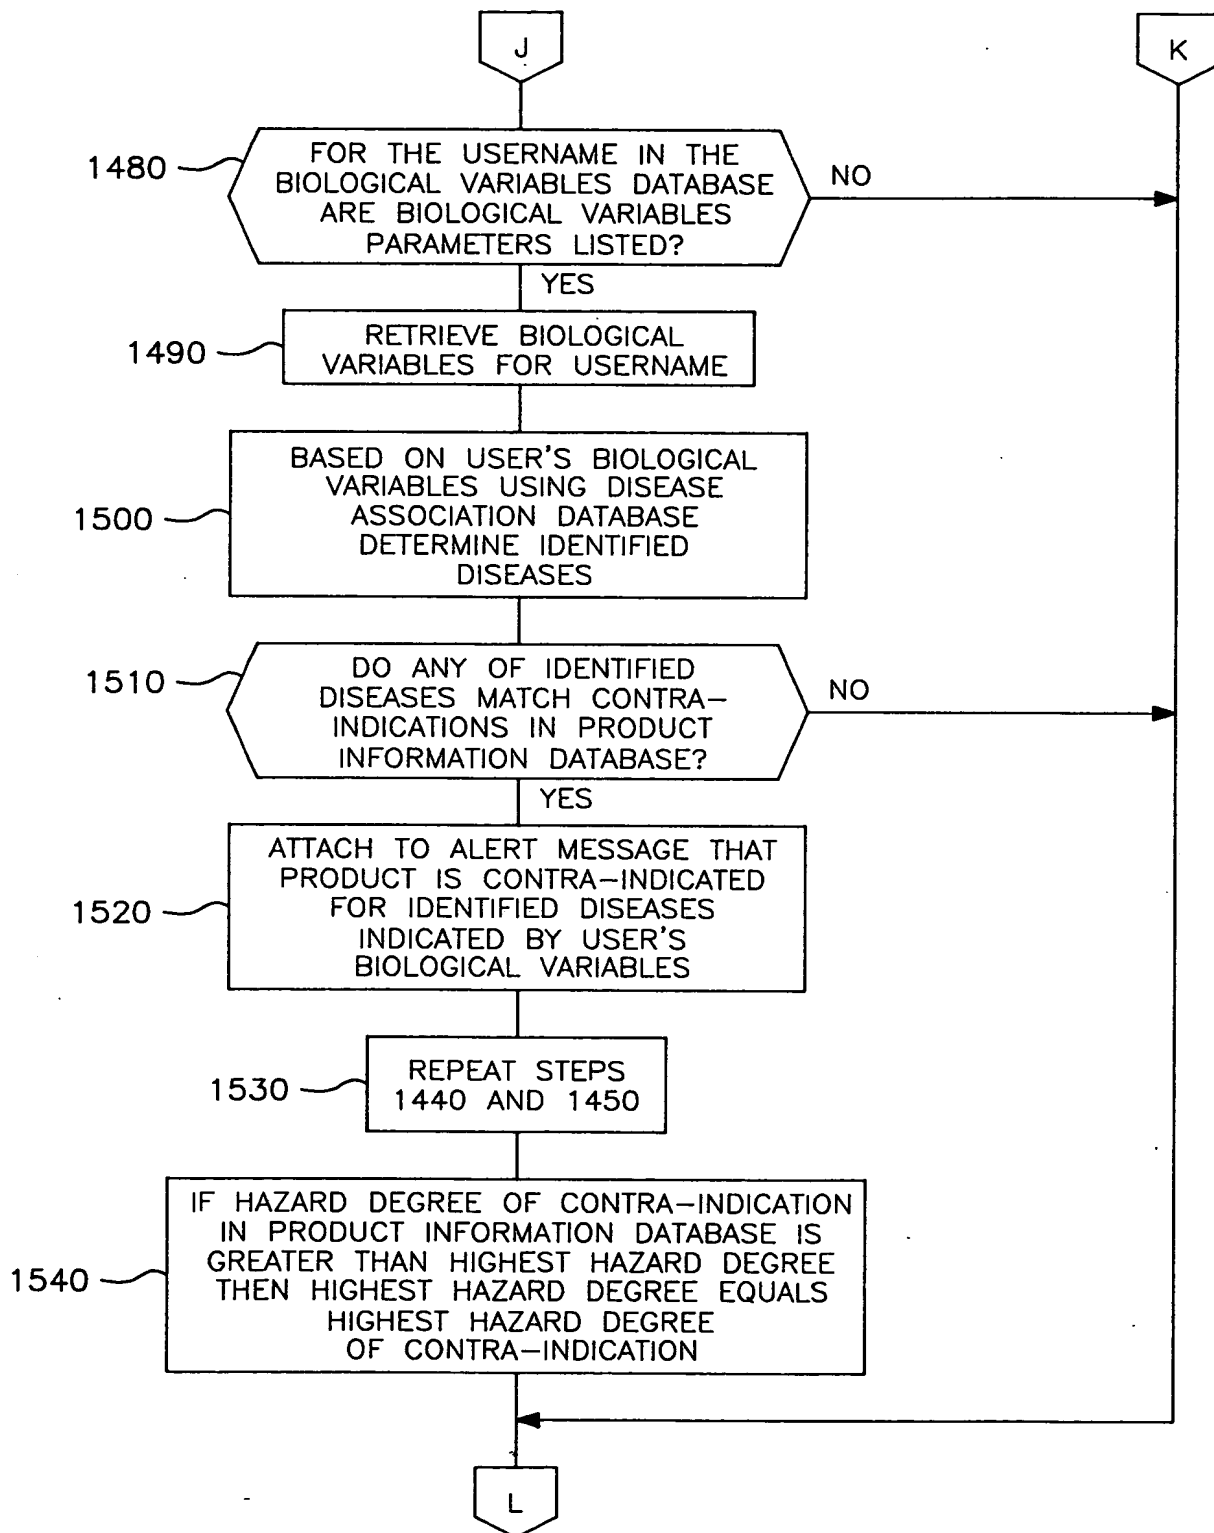 J
K
1480
FOR THE USERNAME IN THE
BIOLOGICAL VARIABLES DATABASE
ARE BIOLOGICAL VARIABLES
PARAMETERS LISTED?
NO
YES
1490
RETRIEVE BIOLOGICAL
VARIABLES FOR USERNAME
1500
BASED ON USER'S BIOLOGICAL
VARIABLES USING DISEASE
ASSOCIATION DATABASE
DETERMINE IDENTIFIED
DISEASES
1510
DO ANY OF IDENTIFIED
DISEASES MATCH CONTRA-
INDICATIONS IN PRODUCT
INFORMATION DATABASE?
NO
YES
1520
ATTACH TO ALERT MESSAGE THAT
PRODUCT IS CONTRA-INDICATED
FOR IDENTIFIED DISEASES
INDICATED BY USER'S
BIOLOGICAL VARIABLES
1530
REPEAT STEPS
1440 AND 1450
1540
IF HAZARD DEGREE OF CONTRA-INDICATION
IN PRODUCT INFORMATION DATABASE IS
GREATER THAN HIGHEST HAZARD DEGREE
THEN HIGHEST HAZARD DEGREE EQUALS
HIGHEST HAZARD DEGREE
OF CONTRA-INDICATION
L